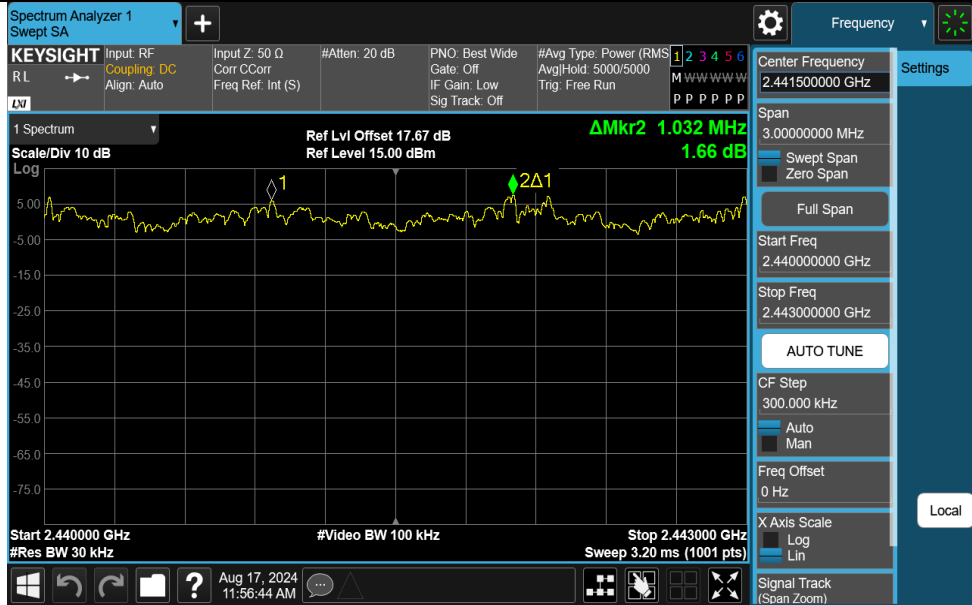 Spectrum Analyzer 1
Swept SA
Frequency
KEYSIGHT
R L
LXI
Input: RF
Coupling: DC
Align: Auto
Input Z: 50 Ω
Corr CCorr
Freq Ref: Int (S)
#Atten: 20 dB
PNO: Best Wide
Gate: Off
IF Gain: Low
Sig Track: Off
#Avg Type: Power (RMS
Avg|Hold: 5000/5000
Trig: Free Run
1 2 3 4 5 6
M W W W W W
P P P P P P
Center Frequency
2.441500000 GHz
Settings
Span
3.00000000 MHz
Swept Span
Zero Span
Full Span
Start Freq
2.440000000 GHz
Stop Freq
2.443000000 GHz
AUTO TUNE
CF Step
300.000 kHz
Auto
Man
Freq Offset
0 Hz
X Axis Scale
Log
Lin
Signal Track
(Span Zoom)
Local
1 Spectrum
Scale/Div 10 dB
Log
Ref Lvl Offset 17.67 dB
Ref Level 15.00 dBm
ΔMkr2 1.032 MHz
1.66 dB
1
2Δ1
5.00
-5.00
-15.0
-25.0
-35.0
-45.0
-55.0
-65.0
-75.0
Start 2.440000 GHz
#Res BW 30 kHz
#Video BW 100 kHz
Stop 2.443000 GHz
Sweep 3.20 ms (1001 pts)
?
Aug 17, 2024
11:56:44 AM